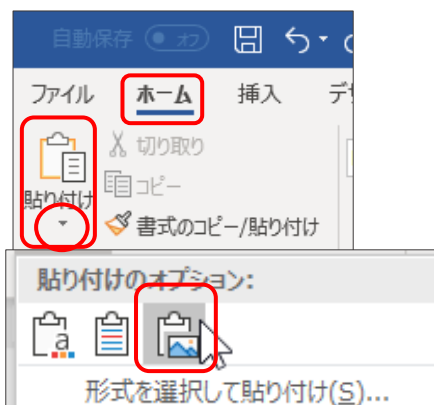 自動保存 オフ
ファイル ホーム 挿入
切り取り
コピー
貼り付け
書式のコピー/貼り付け
貼り付けのオプション:
a
形式を選択して貼り付け(S)...